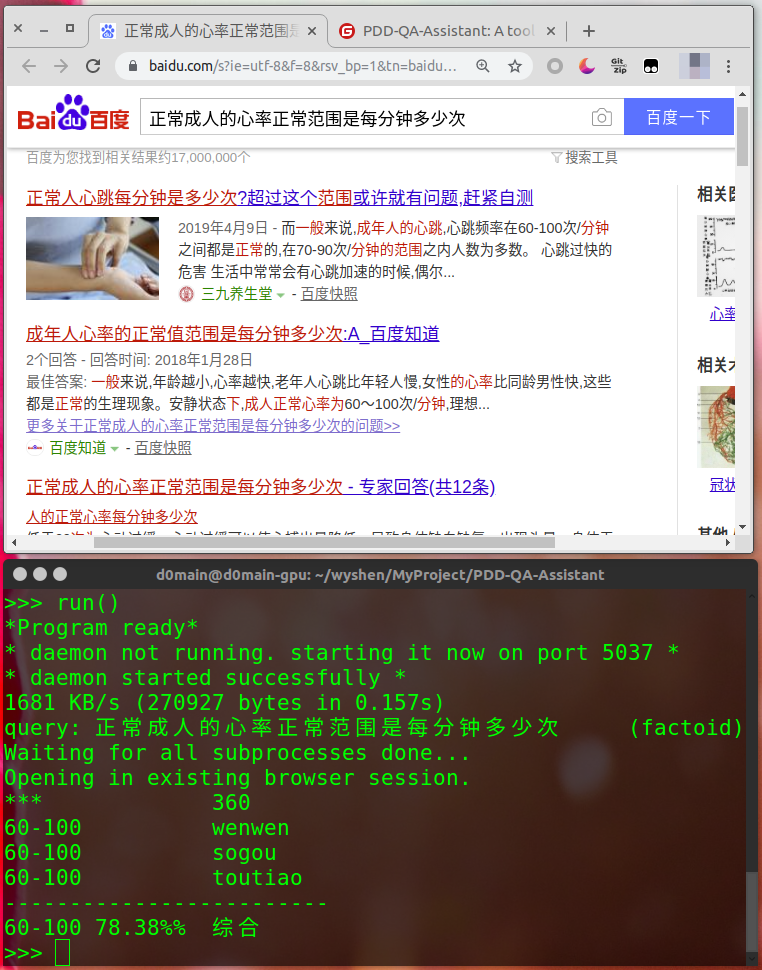 正常成人的心率正常范围是
PDD-QA-Assistant: A tool
baidu.com/s?ie=utf-8&f=8&rsv_bp=1&tn=baidu…
Git Zip
Bai du 百度
正常成人的心率正常范围是每分钟多少次
百度一下
百度为您找到相关结果约17,000,000个
搜索工具
正常人心跳每分钟是多少次?超过这个范围或许就有问题,赶紧自测
2019年4月9日 - 而一般来说,成年人的心跳,心跳频率在60-100次/分钟
之间都是正常的,在70-90次/分钟的范围之内人数为多数。 心跳过快的
危害 生活中常常会有心跳加速的时候,偶尔...
三九养生堂 - 百度快照
成年人心率的正常值范围是每分钟多少次:A_百度知道
2个回答 - 回答时间: 2018年1月28日
最佳答案: 一般来说,年龄越小,心率越快,老年人心跳比年轻人慢,女性的心率比同龄男性快,这些
都是正常的生理现象。安静状态下,成人正常心率为60～100次/分钟,理想...
更多关于正常成人的心率正常范围是每分钟多少次的问题>>
百度知道 - 百度快照
正常成人的心率正常范围是每分钟多少次 - 专家回答(共12条)
人的正常心率每分钟多少次
相关
心率
相关
冠状
其他
d0main@d0main-gpu: ~/wyshen/MyProject/PDD-QA-Assistant
>>> run()
*Program ready*
* daemon not running. starting it now on port 5037 *
* daemon started successfully *
1681 KB/s (270927 bytes in 0.157s)
query: 正常成人的心率正常范围是每分钟多少次 (factoid)
Waiting for all subprocesses done...
Opening in existing browser session.
*** 360
60-100 wenwen
60-100 sogou
60-100 toutiao
-------------------------
60-100 78.38%% 综合
>>>